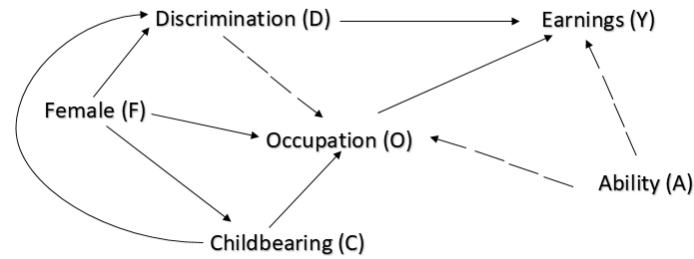 Discrimination (D)
Earnings (Y)
Female (F)
Occupation (O)
Ability (A)
Childbearing (C)